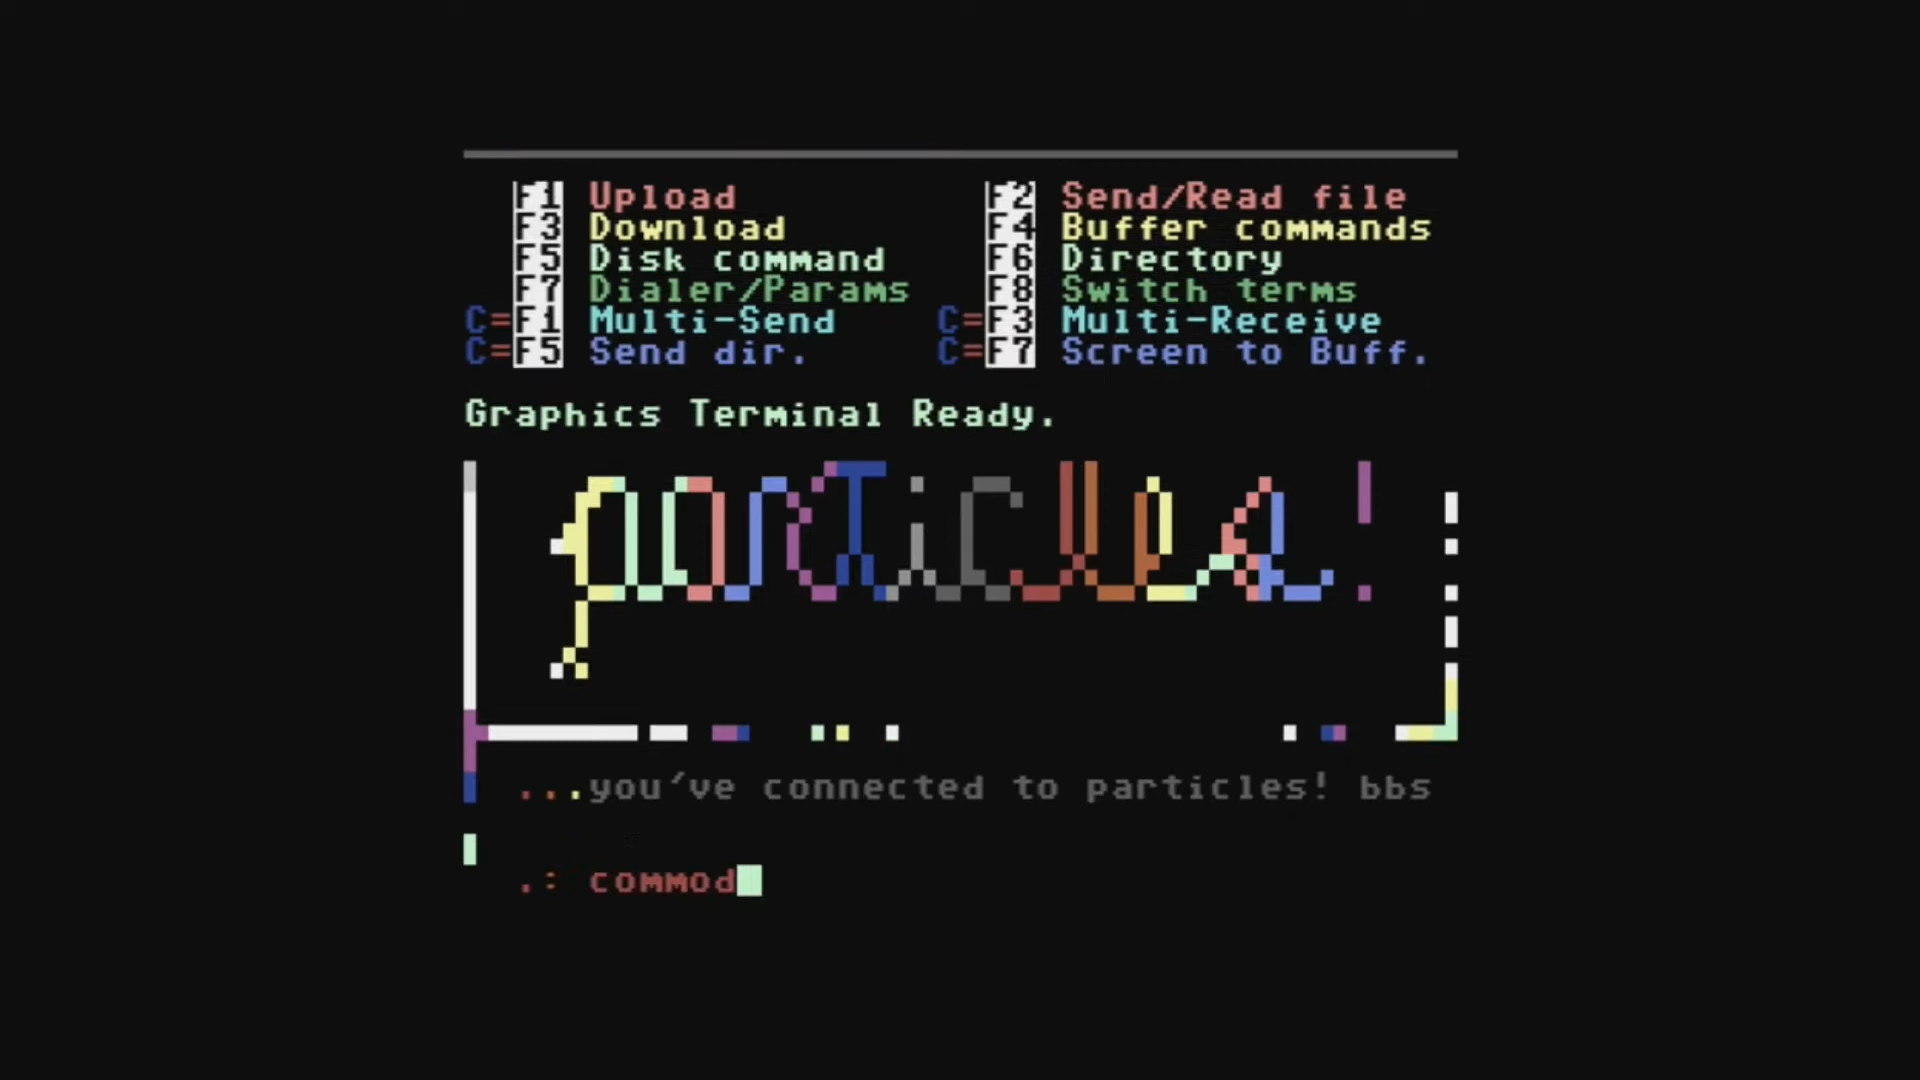 F1 Upload F2 Send/Read file
F3 Download F4 Buffer commands
F5 Disk command F6 Directory
F7 Dialer/Params F8 Switch terms
C=F1 Multi-Send C=F3 Multi-Receive
C=F5 Send dir. C=F7 Screen to Buff.
Graphics Terminal Ready.
particles!
...you've connected to particles! bbs
.: commod